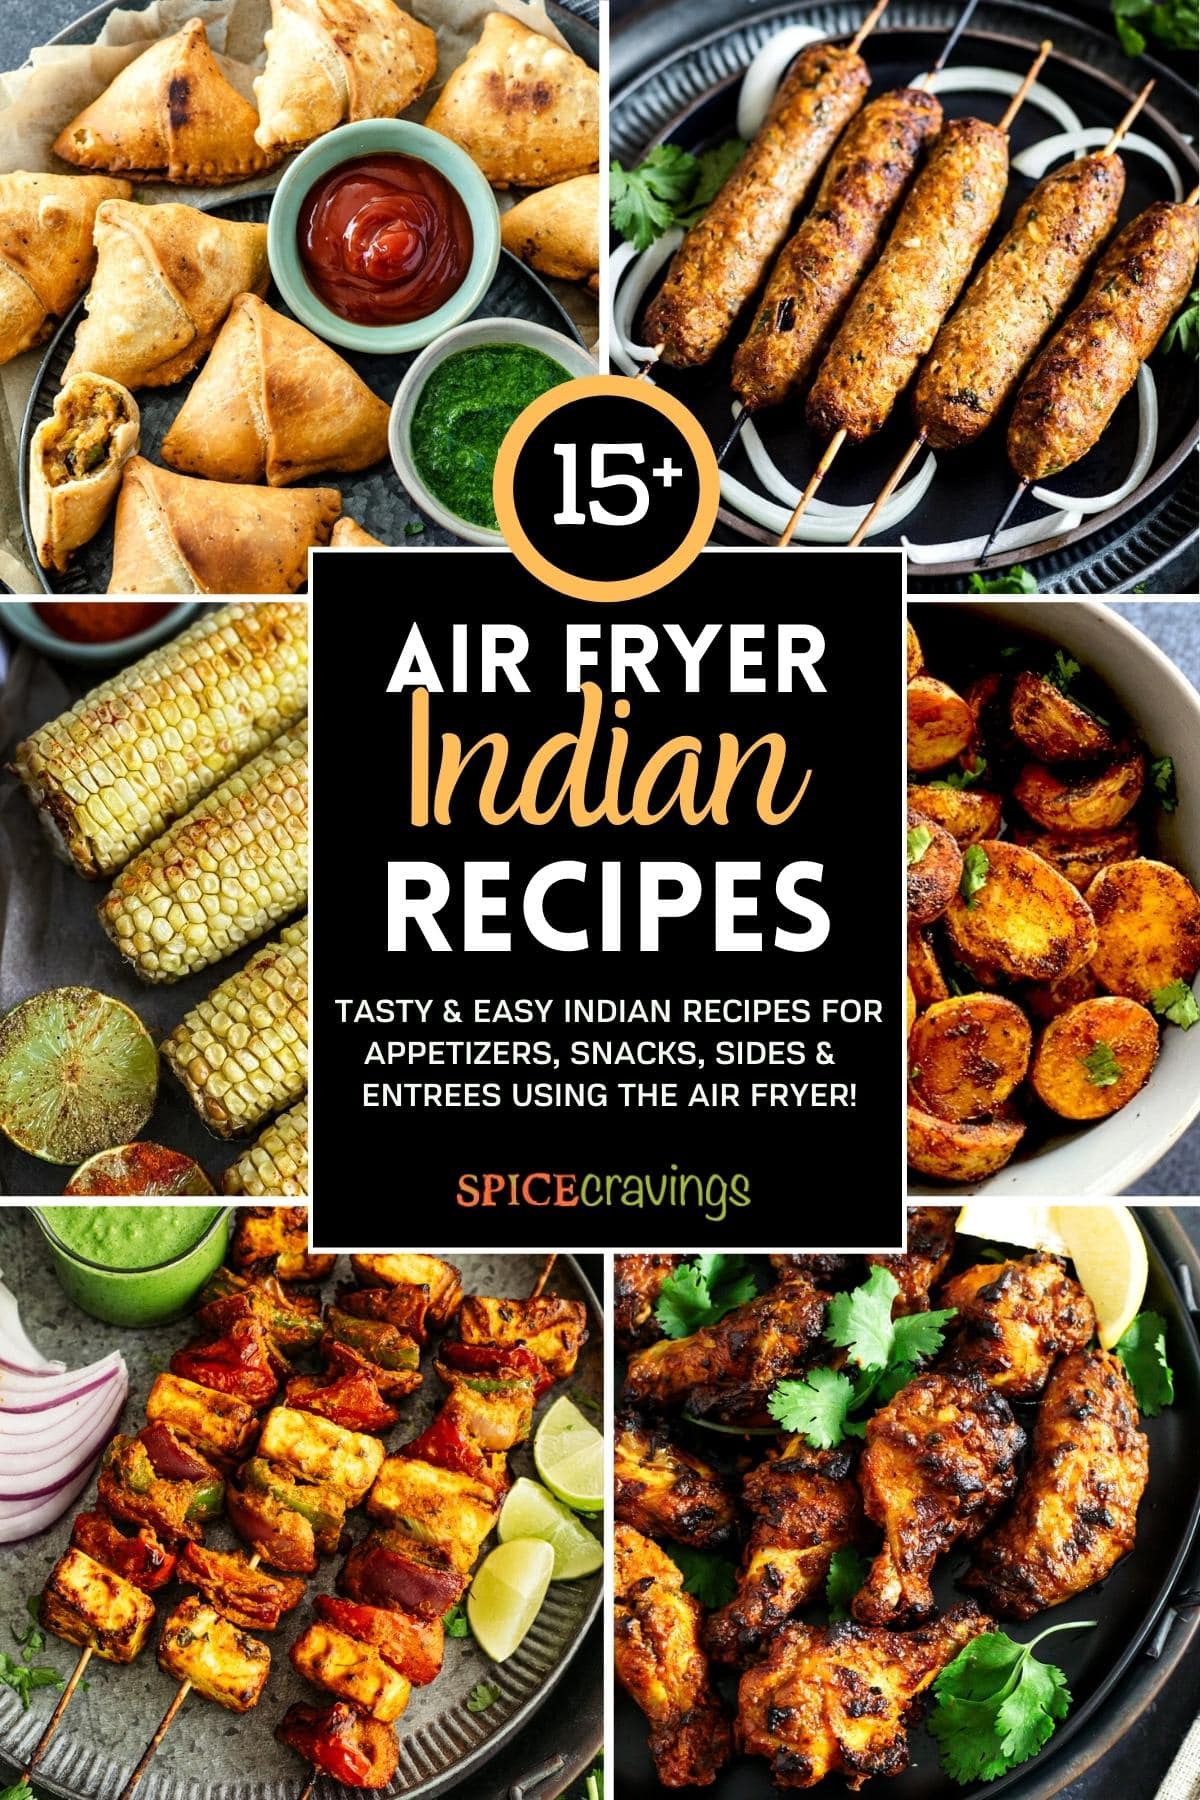 15+
AIR FRYER
Indian
RECIPES
TASTY & EASY INDIAN RECIPES FOR
APPETIZERS, SNACKS, SIDES &
ENTREES USING THE AIR FRYER!
SPICEcravings